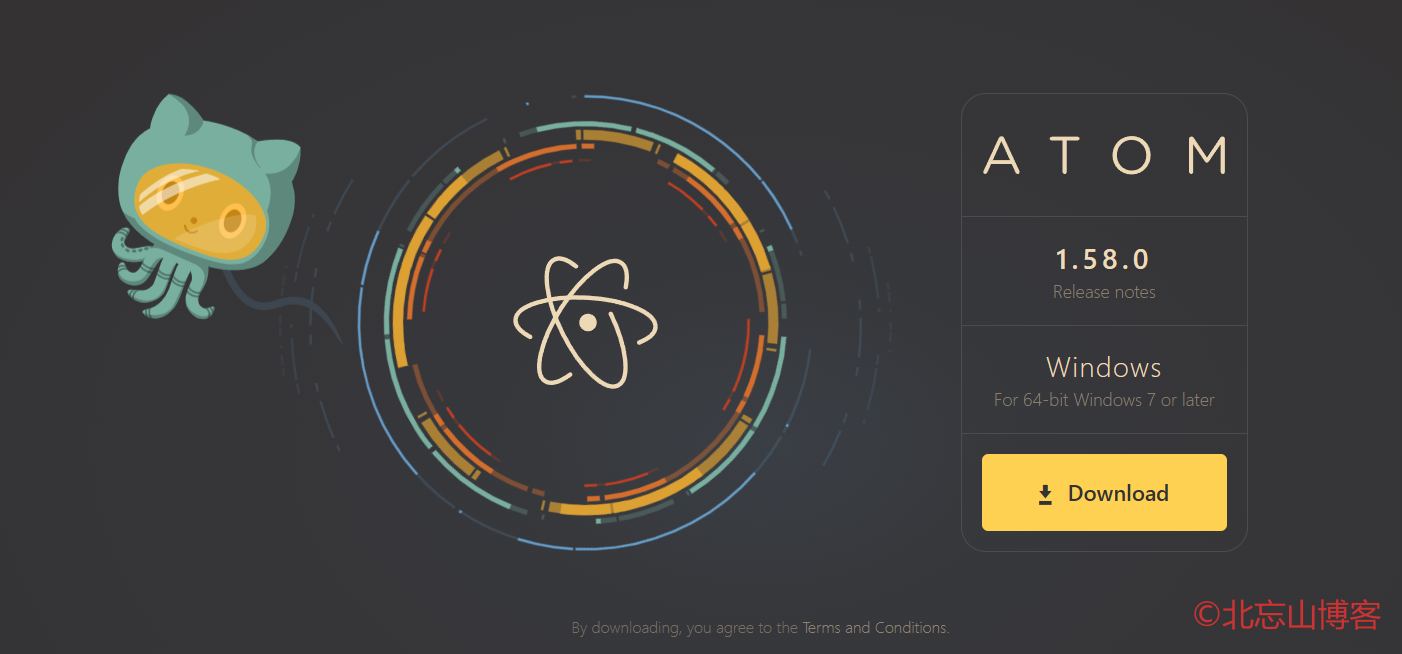 ATOM
1.58.0
Release notes
Windows
For 64-bit Windows 7 or later
Download
By downloading, you agree to the Terms and Conditions.
©北忘山博客